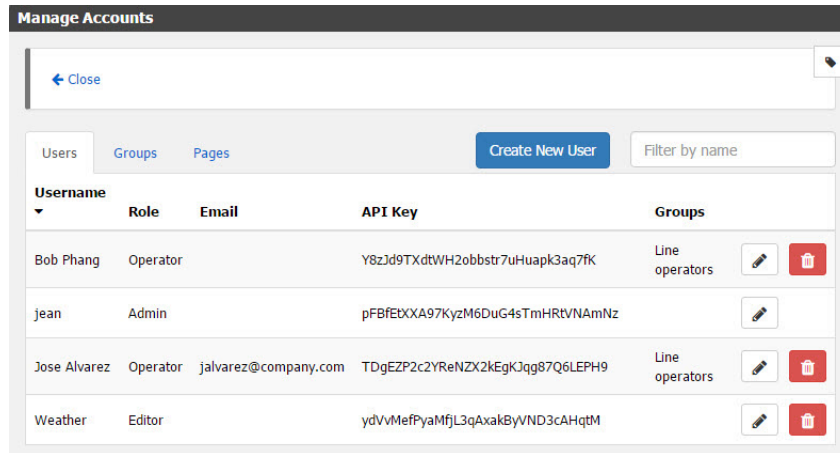 Manage Accounts
Close
Users Groups Pages Create New User Filter by name
Username Role Email API Key Groups
Bob Phang Operator Y8zJd9TXdtWH2obbstr7uHuapk3aq7fK Line operators
jean Admin pFBfEtXXA97KyzM6DuG4sTmHRtVNAmNz
Jose Alvarez Operator jalvarez@company.com TDgEZP2c2YReNZX2kEgKJqg87Q6LEPH9 Line operators
Weather Editor ydVvMefPyaMfjL3qAxakByVND3cAHqtM